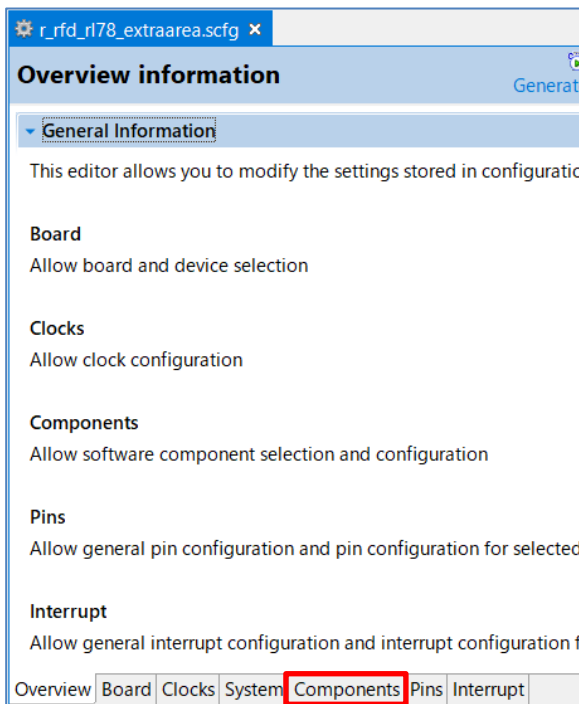 r_rfd_rl78_extraarea.scfg ×
Overview information
Generat
General Information
This editor allows you to modify the settings stored in configuratio
Board
Allow board and device selection
Clocks
Allow clock configuration
Components
Allow software component selection and configuration
Pins
Allow general pin configuration and pin configuration for selected
Interrupt
Allow general interrupt configuration and interrupt configuration f
Overview Board Clocks System Components Pins Interrupt